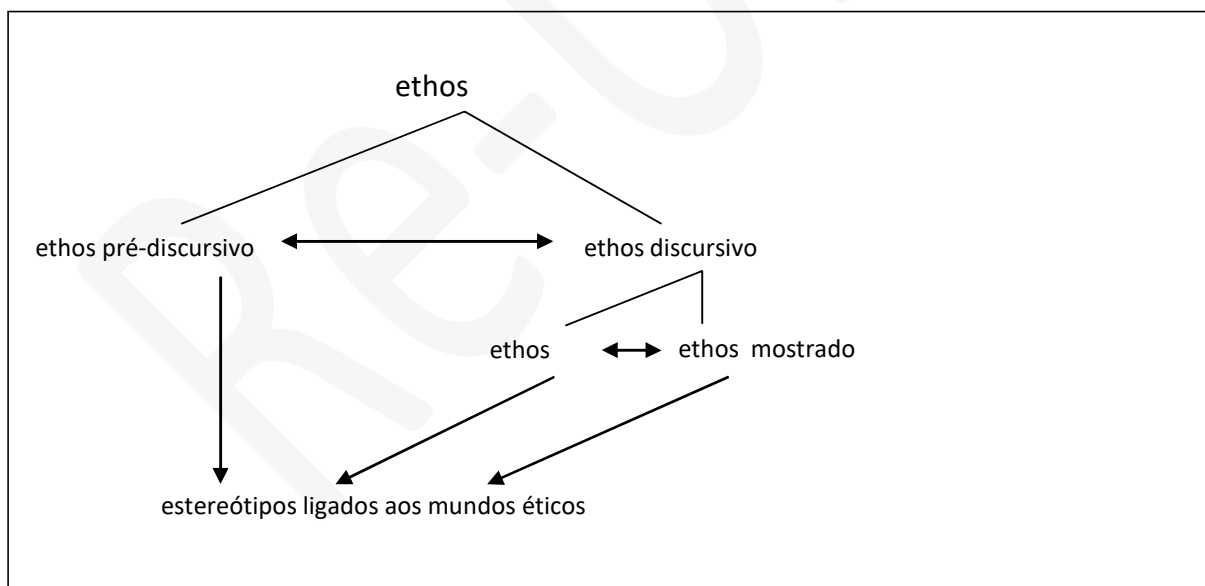 ethos
ethos pré-discursivo
ethos discursivo
ethos
ethos mostrado
estereótipos ligados aos mundos éticos